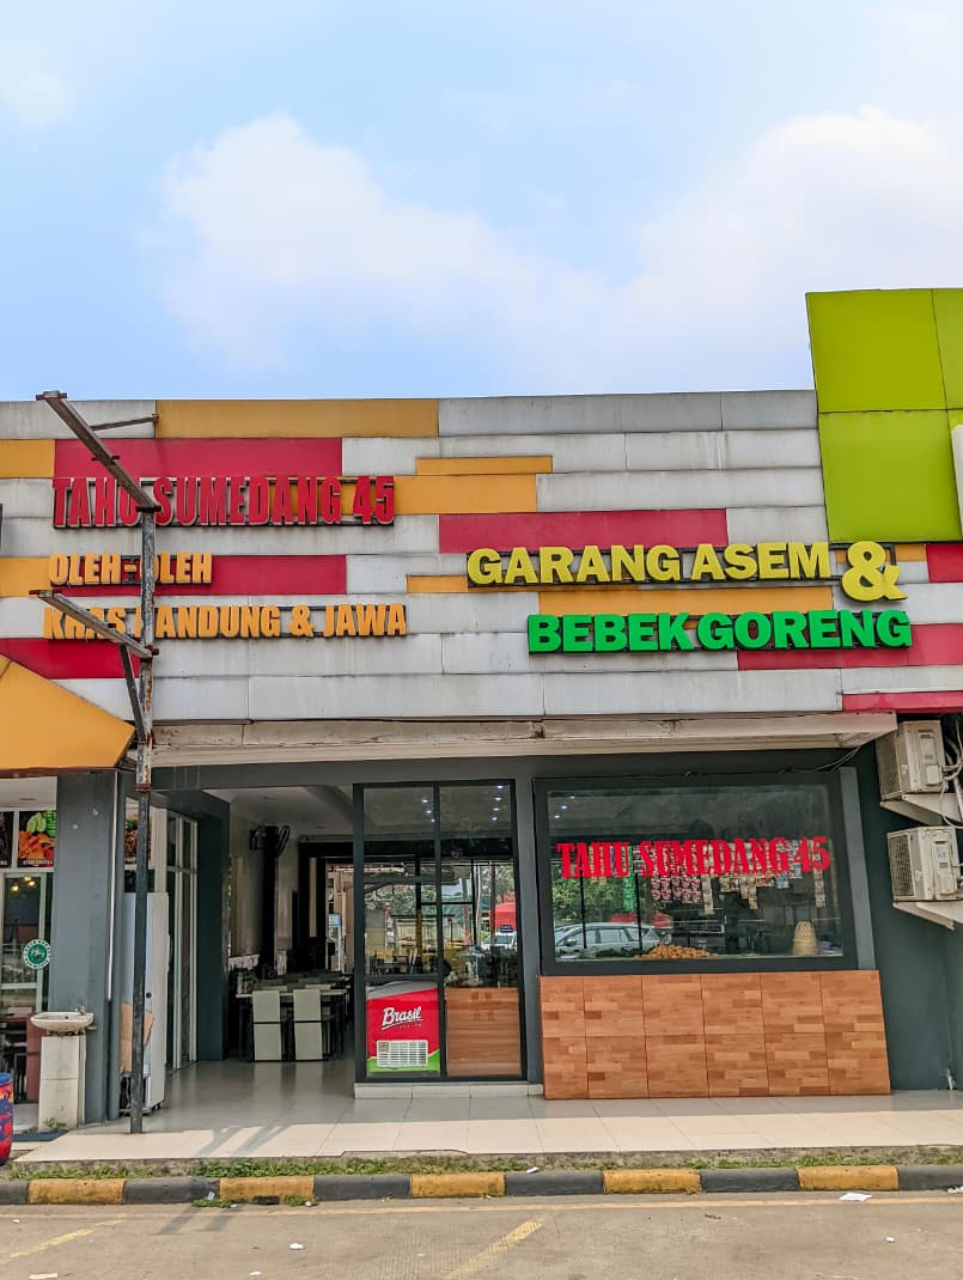 TAHU SUMEDANG 45
OLEH-OLEH
KHAS BANDUNG & JAWA
GARANG ASEM &
BEBEK GORENG
TAHU SUMEDANG 45
Brasil